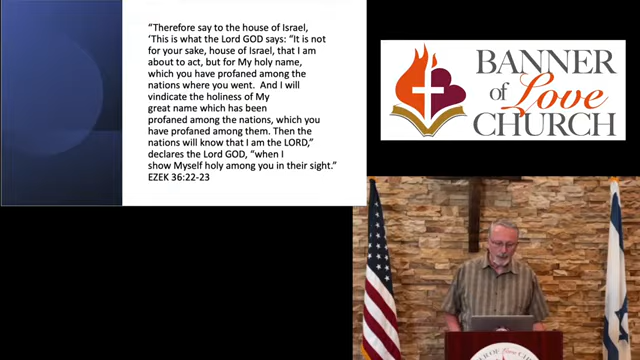 “Therefore say to the house of Israel,
‘This is what the Lord GOD says: “It is not
for your sake, house of Israel, that I am
about to act, but for My holy name,
which you have profaned among the
nations where you went.  And I will
vindicate the holiness of My
great name which has been
profaned among the nations, which you
have profaned among them. Then the
nations will know that I am the LORD,”
declares the Lord GOD, “when I
show Myself holy among you in their sight.”
EZEK 36:22-23
BANNER
of Love
CHURCH